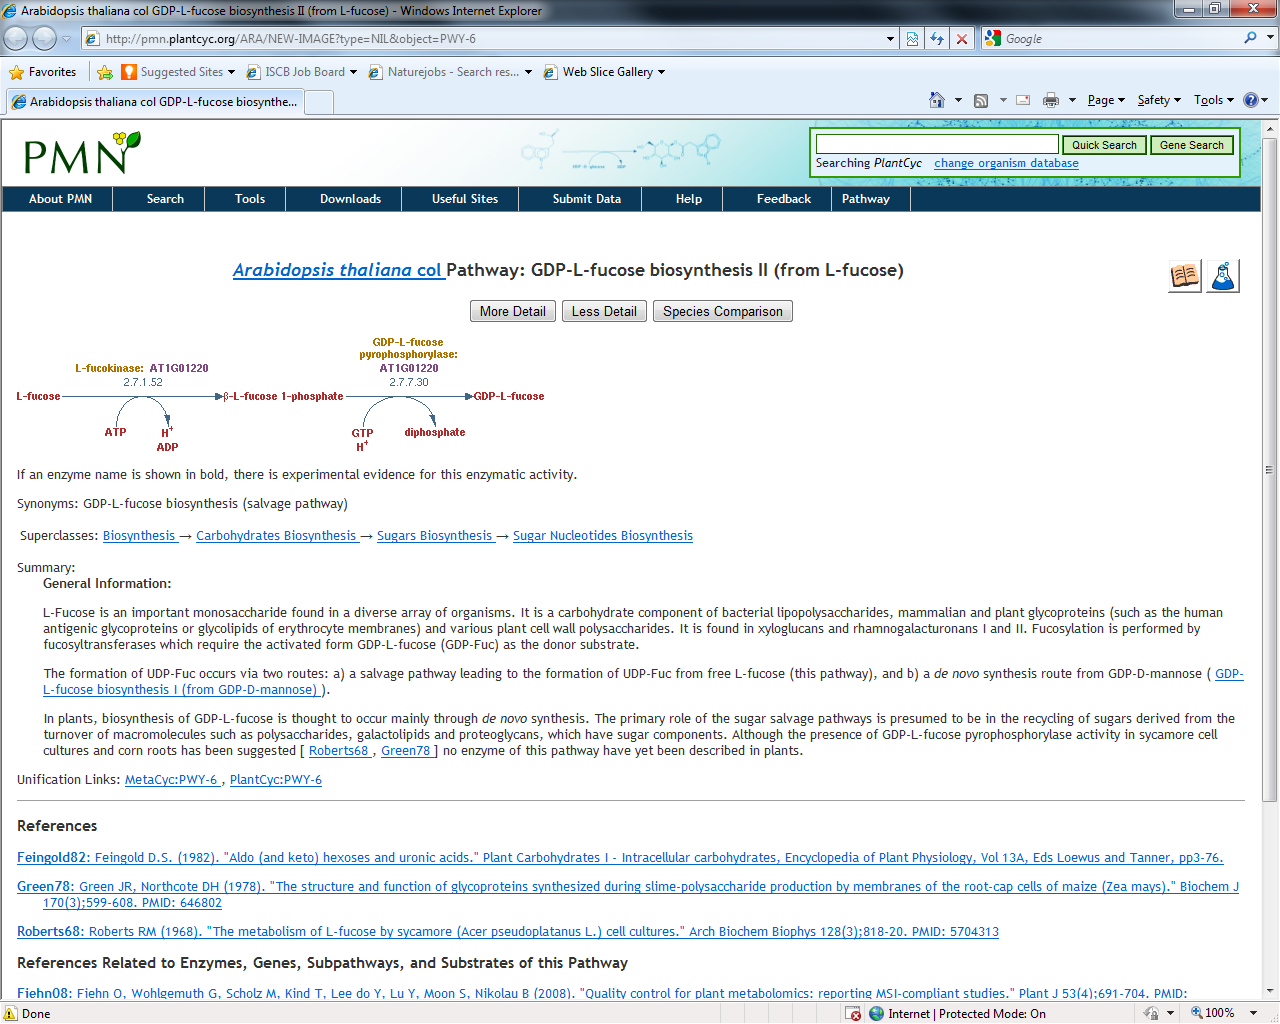 Arabidopsis thaliana col GDP-L-fucose biosynthesis II (from L-fucose) - Windows Internet Explorer
http://pmn.plantcyc.org/ARA/NEW-IMAGE?type=NIL&object=PWY-6
Google
Favorites Suggested Sites ISCB Job Board Naturejobs - Search res... Web Slice Gallery
Arabidopsis thaliana col GDP-L-fucose biosynthe...
Page Safety Tools
PMN
Quick Search Gene Search
Searching PlantCyc change organism database
About PMN Search Tools Downloads Useful Sites Submit Data Help Feedback Pathway
Arabidopsis thaliana col Pathway: GDP-L-fucose biosynthesis II (from L-fucose)
More Detail Less Detail Species Comparison
GDP-L-fucose
pyrophosphorylase:
L-fucokinase: AT1G01220 AT1G01220
2.7.1.52 2.7.7.30
L-fucose β-L-fucose 1-phosphate GDP-L-fucose
ATP H+ GTP diphosphate
ADP H+
If an enzyme name is shown in bold, there is experimental evidence for this enzymatic activity.
Synonyms: GDP-L-fucose biosynthesis (salvage pathway)
Superclasses: Biosynthesis → Carbohydrates Biosynthesis → Sugars Biosynthesis → Sugar Nucleotides Biosynthesis
Summary:
General Information:
L-Fucose is an important monosaccharide found in a diverse array of organisms. It is a carbohydrate component of bacterial lipopolysaccharides, mammalian and plant glycoproteins (such as the human
antigenic glycoproteins or glycolipids of erythrocyte membranes) and various plant cell wall polysaccharides. It is found in xyloglucans and rhamnogalacturonans I and II. Fucosylation is performed by
fucosyltransferases which require the activated form GDP-L-fucose (GDP-Fuc) as the donor substrate.
The formation of UDP-Fuc occurs via two routes: a) a salvage pathway leading to the formation of UDP-Fuc from free L-fucose (this pathway), and b) a de novo synthesis route from GDP-D-mannose ( GDP-
L-fucose biosynthesis I (from GDP-D-mannose) ).
In plants, biosynthesis of GDP-L-fucose is thought to occur mainly through de novo synthesis. The primary role of the sugar salvage pathways is presumed to be in the recycling of sugars derived from the
turnover of macromolecules such as polysaccharides, galactolipids and proteoglycans, which have sugar components. Although the presence of GDP-L-fucose pyrophosphorylase activity in sycamore cell
cultures and corn roots has been suggested [ Roberts68 , Green78 ] no enzyme of this pathway have yet been described in plants.
Unification Links: MetaCyc:PWY-6 , PlantCyc:PWY-6
References
Feingold82: Feingold D.S. (1982). "Aldo (and keto) hexoses and uronic acids." Plant Carbohydrates I - Intracellular carbohydrates, Encyclopedia of Plant Physiology, Vol 13A, Eds Loewus and Tanner, pp3-76.
Green78: Green JR, Northcote DH (1978). "The structure and function of glycoproteins synthesized during slime-polysaccharide production by membranes of the root-cap cells of maize (Zea mays)." Biochem J
170(3);599-608. PMID: 646802
Roberts68: Roberts RM (1968). "The metabolism of L-fucose by sycamore (Acer pseudoplatanus L.) cell cultures." Arch Biochem Biophys 128(3);818-20. PMID: 5704313
References Related to Enzymes, Genes, Subpathways, and Substrates of this Pathway
Fiehn08: Fiehn O, Wohlgemuth G, Scholz M, Kind T, Lee do Y, Lu Y, Moon S, Nikolau B (2008). "Quality control for plant metabolomics: reporting MSI-compliant studies." Plant J 53(4);691-704. PMID:
Done Internet | Protected Mode: On 100%